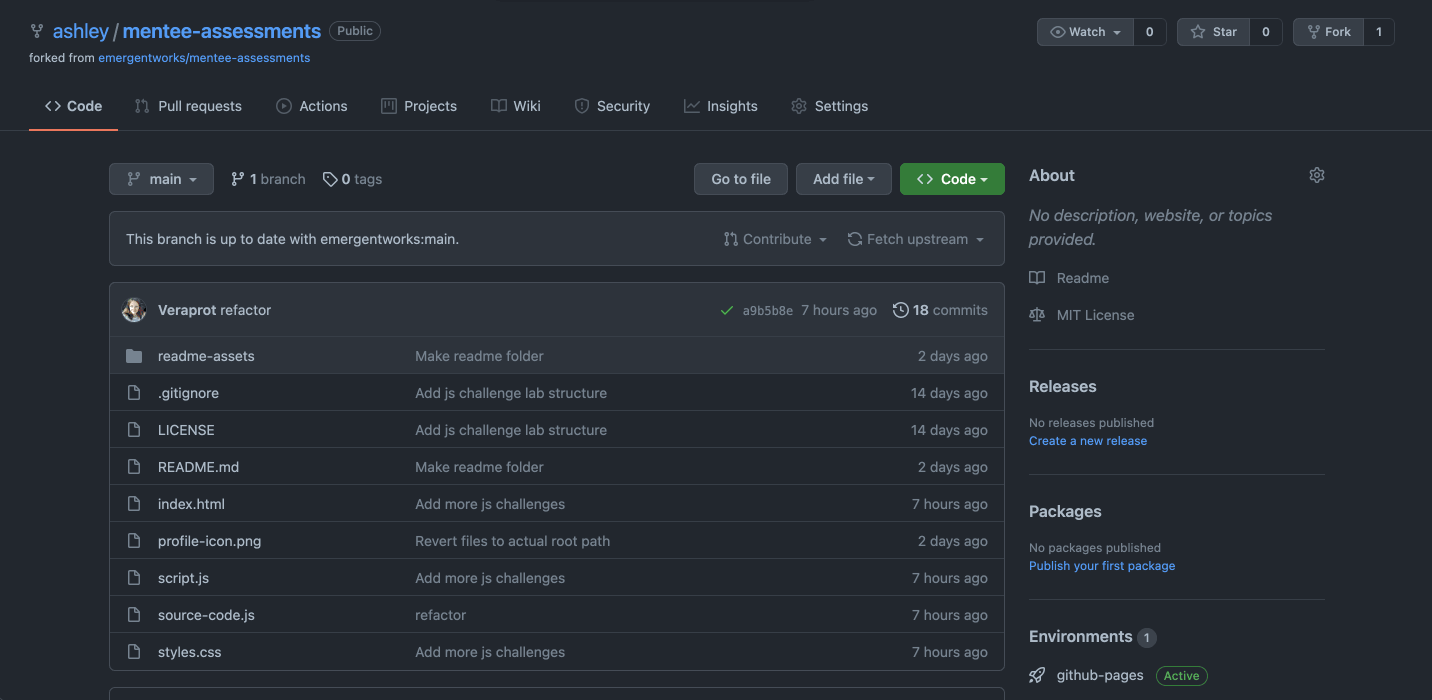 ashley / mentee-assessments Public Watch 0 Star 0 Fork 1
forked from emergentworks/mentee-assessments
Code Pull requests Actions Projects Wiki Security Insights Settings
main 1 branch 0 tags Go to file Add file Code
This branch is up to date with emergentworks:main. Contribute Fetch upstream
Veraprot refactor a9b5b8e 7 hours ago 18 commits
readme-assets Make readme folder 2 days ago
.gitignore Add js challenge lab structure 14 days ago
LICENSE Add js challenge lab structure 14 days ago
README.md Make readme folder 2 days ago
index.html Add more js challenges 7 hours ago
profile-icon.png Revert files to actual root path 2 days ago
script.js Add more js challenges 7 hours ago
source-code.js refactor 7 hours ago
styles.css Add more js challenges 7 hours ago
About
No description, website, or topics
provided.
Readme
MIT License
Releases
No releases published
Create a new release
Packages
No packages published
Publish your first package
Environments 1
github-pages Active